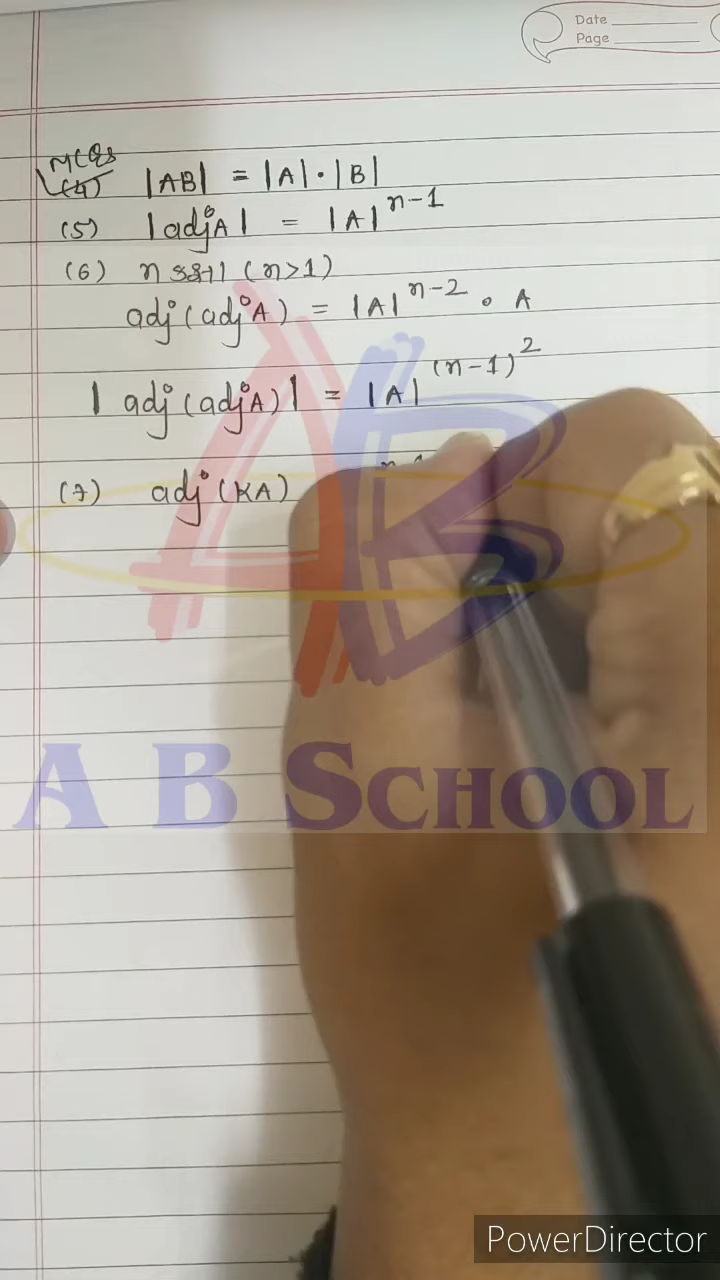 Date
Page
MCQs
(4) |AB| = |A|·|B|
(5) |adjA| = |A|^n-1
(6) n (n>1)
adj(adjA) = |A|^n-2 · A
|adj(adjA)| = |A|^(n-1)^2
(7) adj(KA)
AB
A B SCHOOL
PowerDirector